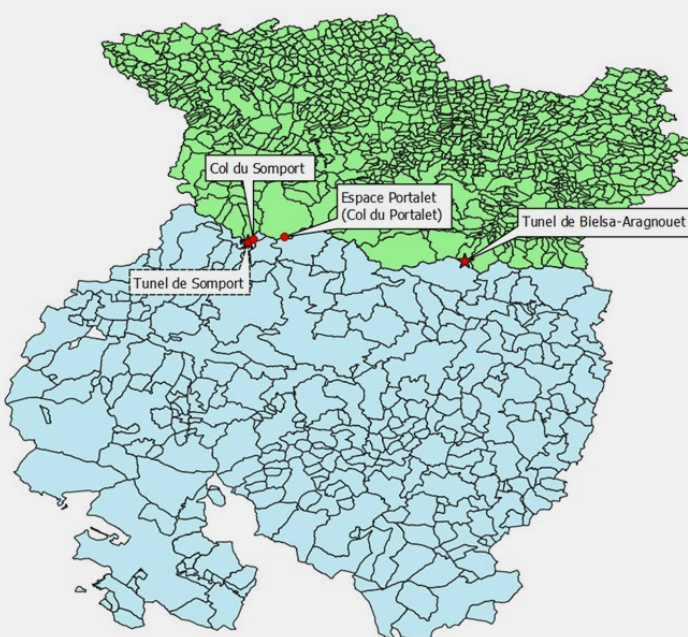 Col du Somport
Espace Portalet
(Col du Portalet)
Tunel de Bielsa-Aragnouet
Tunel de Somport